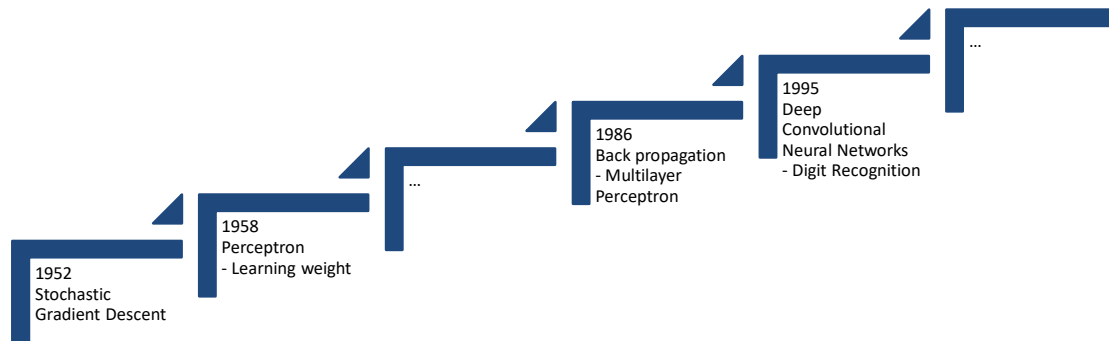 1952
Stochastic
Gradient Descent
1958
Perceptron
- Learning weight
...
1986
Back propagation
- Multilayer
Perceptron
1995
Deep
Convolutional
Neural Networks
- Digit Recognition
...